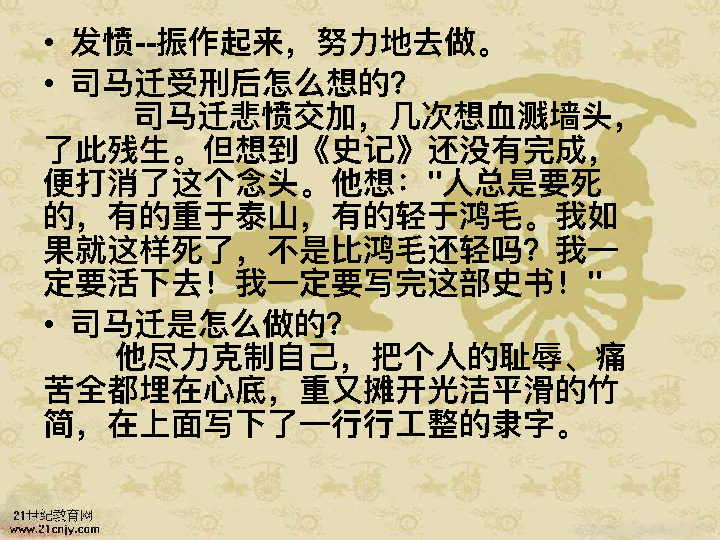 • 发愤--振作起来，努力地去做。
• 司马迁受刑后怎么想的？
司马迁悲愤交加，几次想血溅墙头，
了此残生。但想到《史记》还没有完成，
便打消了这个念头。他想："人总是要死
的，有的重于泰山，有的轻于鸿毛。我如
果就这样死了，不是比鸿毛还轻吗？我一
定要活下去！我一定要写完这部史书！"
• 司马迁是怎么做的？
他尽力克制自己，把个人的耻辱、痛
苦全都埋在心底，重又摊开光洁平滑的竹
简，在上面写下了一行行工整的隶字。
21世纪教育网
www.21cnjy.com